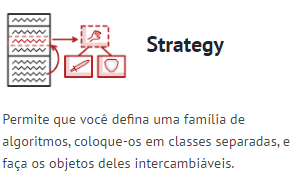 Strategy
Permite que você defina uma família de
algoritmos, coloque-os em classes separadas, e
faça os objetos deles intercambiáveis.